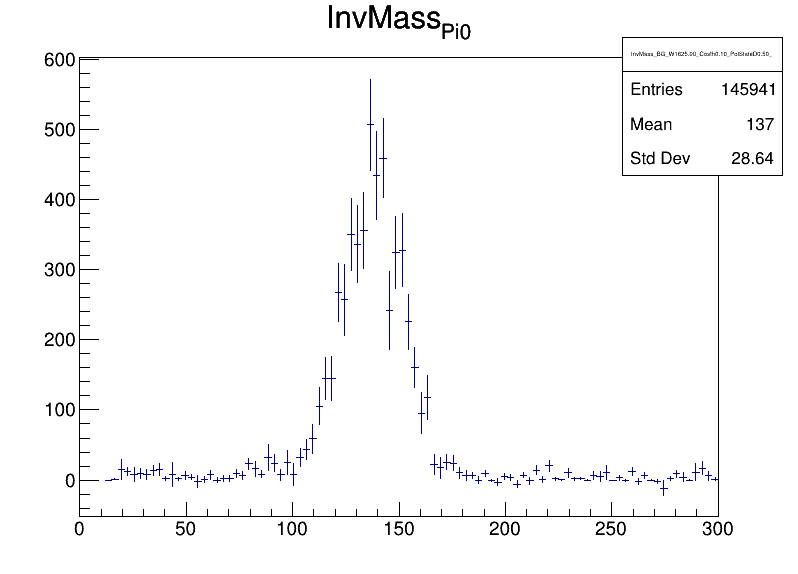 InvMassPi0
InvMass_BG_W1625.00_Costh0.10_PolStateD0.50_
Entries 145941
Mean 137
Std Dev 28.64
600
500
400
300
200
100
0
0 50 100 150 200 250 300